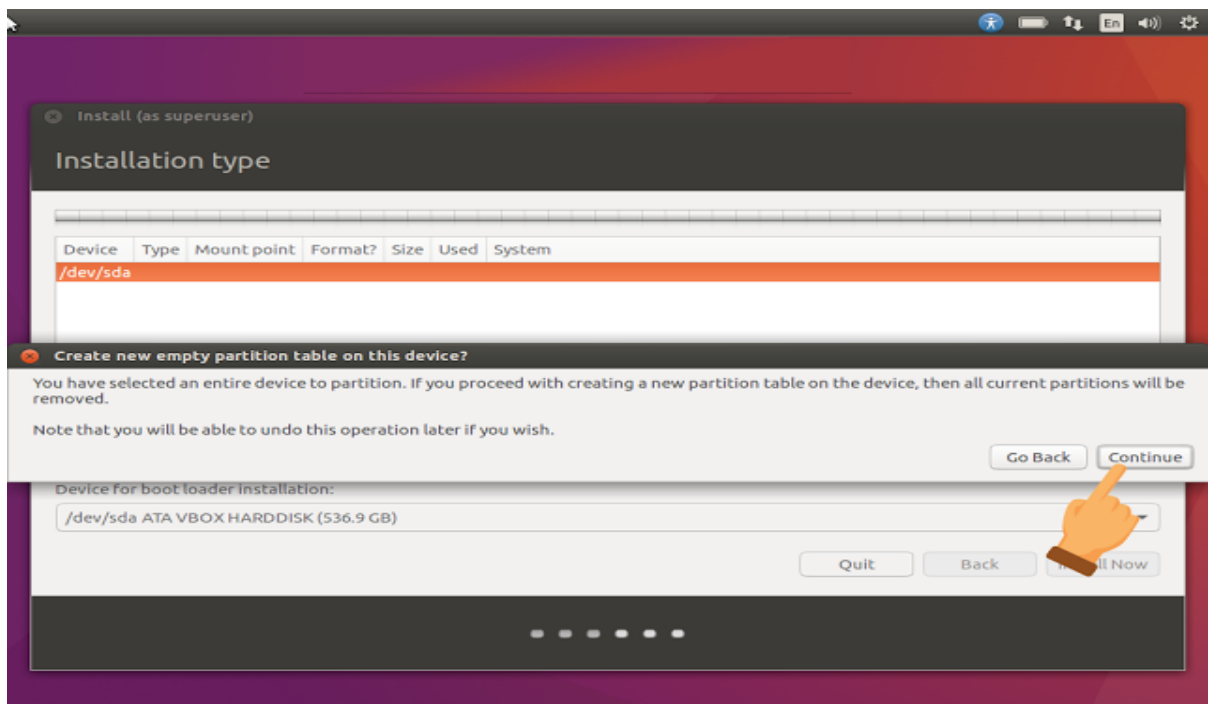 En
Install (as superuser)
Installation type
Device Type Mount point Format? Size Used System
/dev/sda
Create new empty partition table on this device?
You have selected an entire device to partition. If you proceed with creating a new partition table on the device, then all current partitions will be
removed.
Note that you will be able to undo this operation later if you wish.
Go Back Continue
Device for boot loader installation:
/dev/sda ATA VBOX HARDDISK (536.9 GB)
Quit Back Now